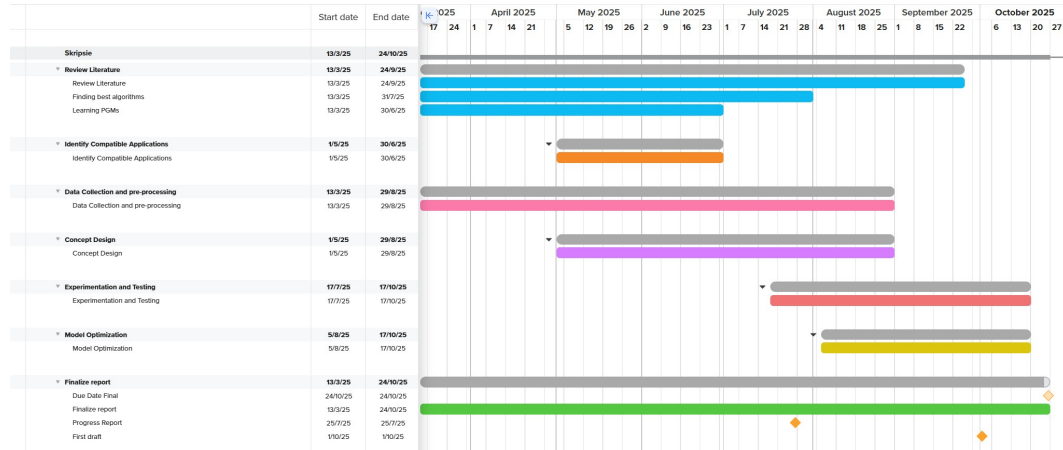 Start date End date 2025 April 2025 May 2025 June 2025 July 2025 August 2025 September 2025 October 2025
17 24 1 7 14 21 5 12 19 26 2 9 16 23 1 7 14 21 28 4 11 18 25 1 8 15 22 6 13 20 27
Skripsie 13/3/25 24/10/25
Review Literature 13/3/25 24/9/25
Review Literature 13/3/25 24/9/25
Finding best algorithms 13/3/25 31/7/25
Learning PGMs 13/3/25 30/6/25
Identify Compatible Applications 1/5/25 30/6/25
Identify Compatible Applications 1/5/25 30/6/25
Data Collection and pre-processing 13/3/25 29/8/25
Data Collection and pre-processing 13/3/25 29/8/25
Concept Design 1/5/25 29/8/25
Concept Design 1/5/25 29/8/25
Experimentation and Testing 17/7/25 17/10/25
Experimentation and Testing 17/7/25 17/10/25
Model Optimization 5/8/25 17/10/25
Model Optimization 5/8/25 17/10/25
Finalize report 13/3/25 24/10/25
Due Date Final 24/10/25 24/10/25
Finalize report 13/3/25 24/10/25
Progress Report 25/7/25 25/7/25
First draft 1/10/25 1/10/25